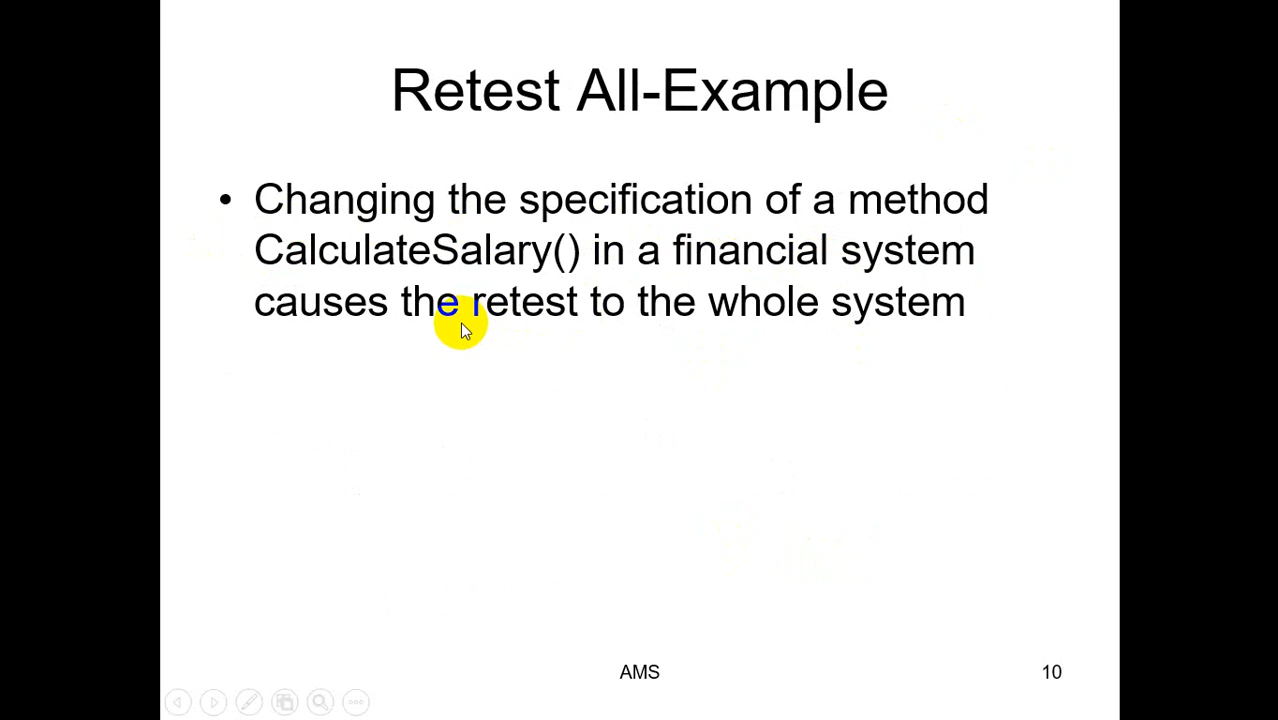 Retest All-Example
• Changing the specification of a method
CalculateSalary() in a financial system
causes the retest to the whole system
AMS
10